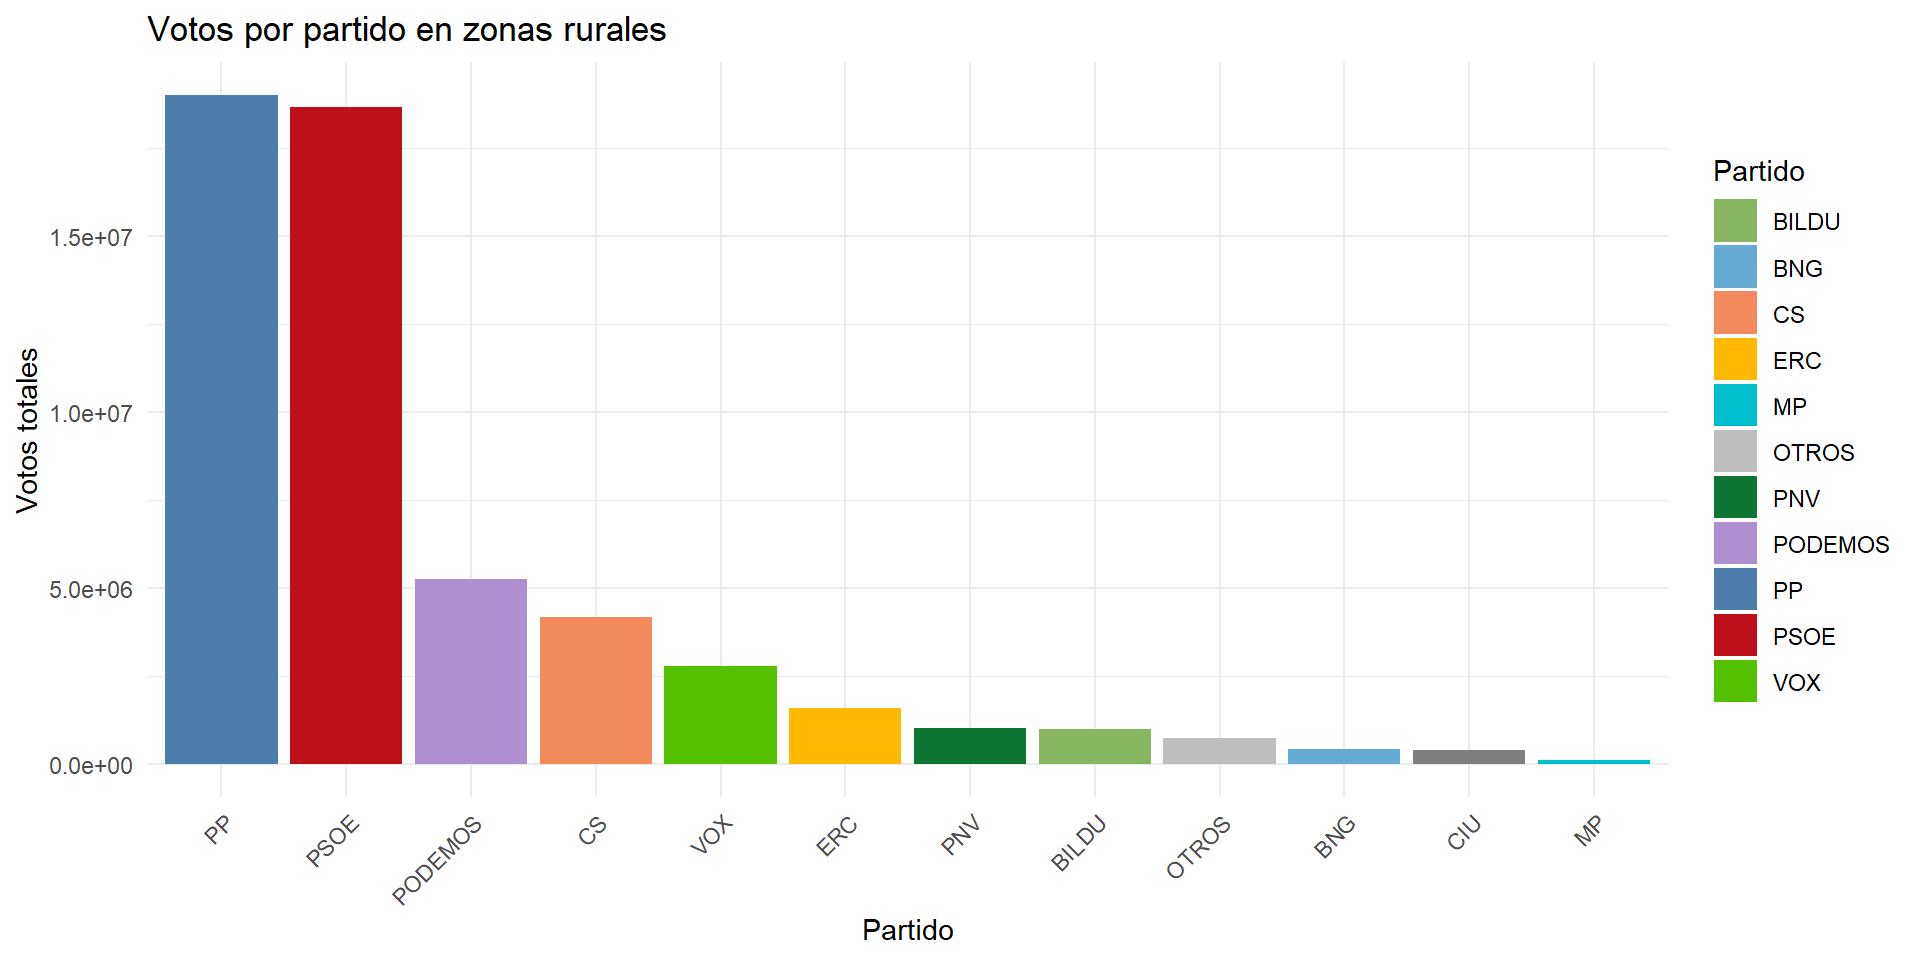 Votos por partido en zonas rurales
Votos totales
1.5e+07
1.0e+07
5.0e+06
0.0e+00
PP
PSOE
PODEMOS
CS
VOX
ERC
PNV
BILDU
OTROS
BNG
CIU
MP
Partido
Partido
BILDU
BNG
CS
ERC
MP
OTROS
PNV
PODEMOS
PP
PSOE
VOX